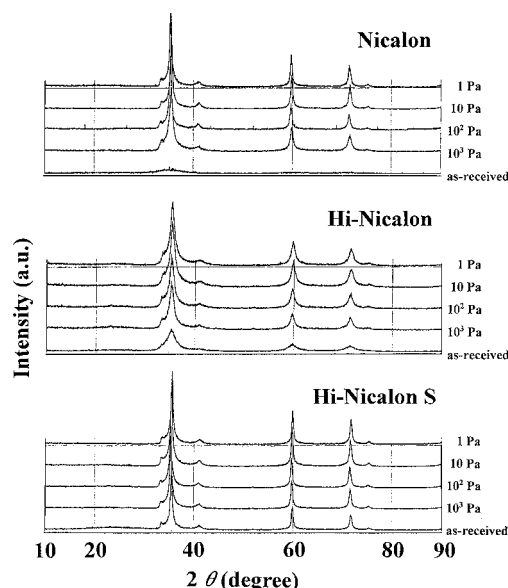 Nicalon
1 Pa
10 Pa
10² Pa
10³ Pa
as-received
Hi-Nicalon
1 Pa
10 Pa
10² Pa
10³ Pa
as-received
Hi-Nicalon S
1 Pa
10 Pa
10² Pa
10³ Pa
as-received
Intensity (a.u.)
10 20 40 60 80 90
2 θ (degree)